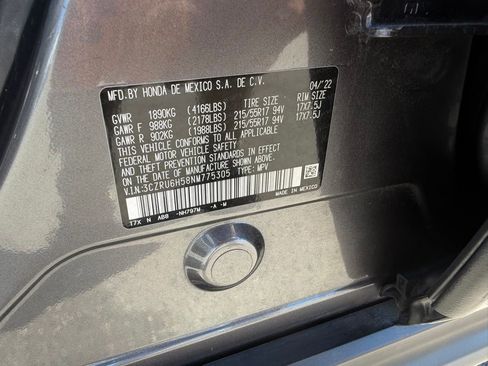 MFD.BY HONDA DE MEXICO S.A. DE C.V. 04/'22
TIRE SIZE RIM SIZE
GVWR 1890KG (4166LBS)
GAWR F 988KG (2178LBS) 215/55R17 94V 17X7.5J
GAWR R 902KG (1988LBS) 215/55R17 94V 17X7.5J
THIS VEHICLE CONFORMS TO ALL APPLICABLE
FEDERAL MOTOR VEHICLE SAFETY AND
THEFT PREVENTION STANDARDS IN EFFECT
ON THE DATE OF MANUFACTURE SHOWN ABOVE.
V.I.N:3CZRU6H58NM775305 TYPE: MPV
MADE IN MEXICO
T7X N ABB -NH797M- -A -M